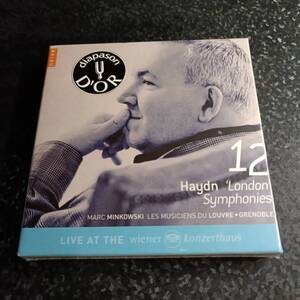 diapason
D'OR
12
Haydn 'London'
Symphonies
MARC MINKOWSKI LES MUSICIENS DU LOUVRE • GRENOBLE
LIVE AT THE wiener konzerthaus